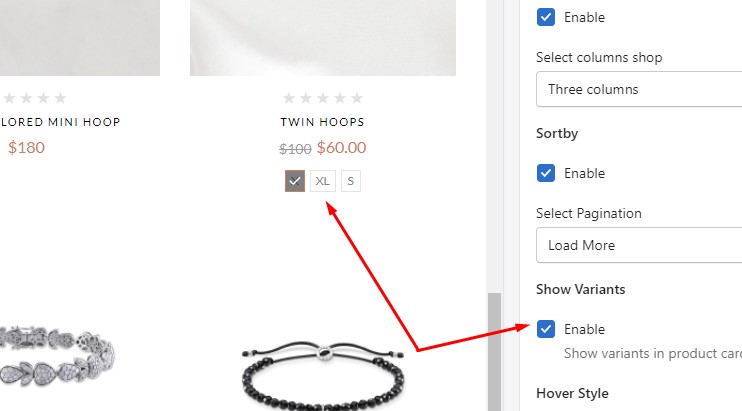 LORED MINI HOOP
$180
TWIN HOOPS
$100 $60.00
XL S
Enable
Select columns shop
Three columns
Sortby
Enable
Select Pagination
Load More
Show Variants
Enable
Show variants in product card
Hover Style